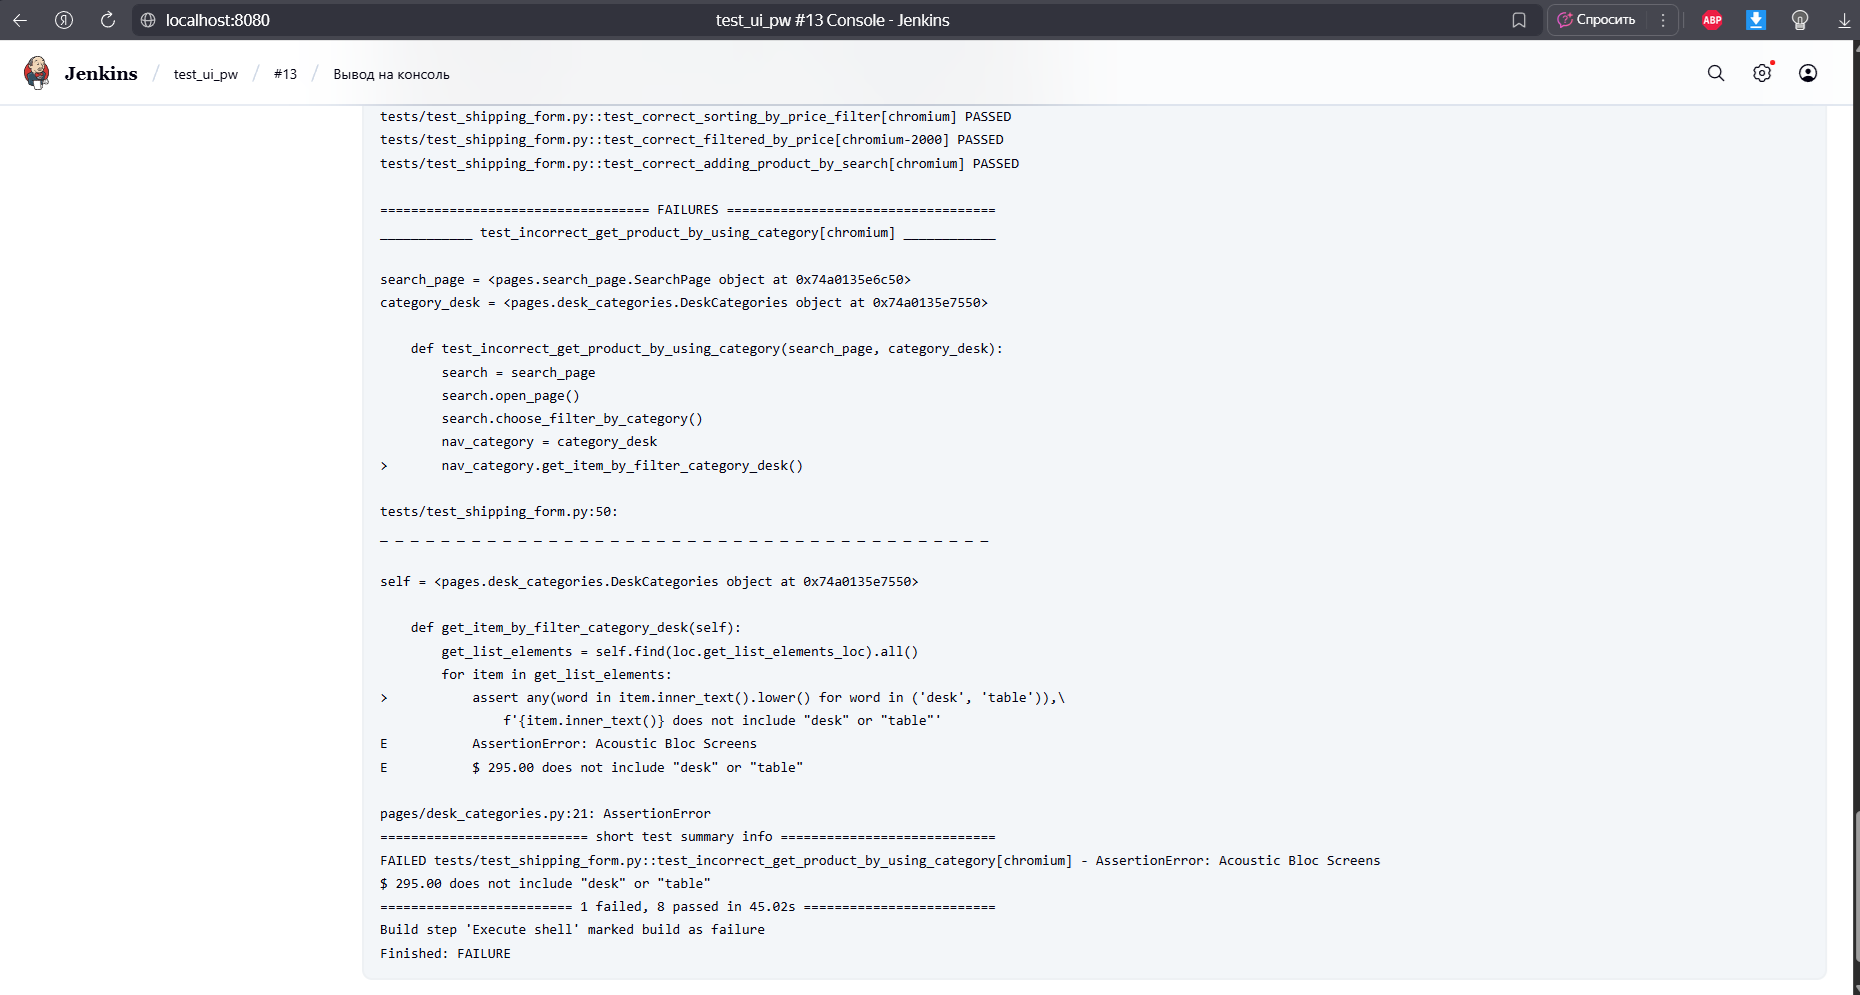 localhost:8080
test_ui_pw #13 Console - Jenkins
Спросить
ABP
Jenkins / test_ui_pw / #13 / Вывод на консоль
tests/test_shipping_form.py::test_correct_sorting_by_price_filter[chromium] PASSED
tests/test_shipping_form.py::test_correct_filtered_by_price[chromium-2000] PASSED
tests/test_shipping_form.py::test_correct_adding_product_by_search[chromium] PASSED
=================================== FAILURES ===================================
____________ test_incorrect_get_product_by_using_category[chromium] ____________
search_page = <pages.search_page.SearchPage object at 0x74a0135e6c50>
category_desk = <pages.desk_categories.DeskCategories object at 0x74a0135e7550>
    def test_incorrect_get_product_by_using_category(search_page, category_desk):
        search = search_page
        search.open_page()
        search.choose_filter_by_category()
        nav_category = category_desk
>       nav_category.get_item_by_filter_category_desk()
tests/test_shipping_form.py:50:
_ _ _ _ _ _ _ _ _ _ _ _ _ _ _ _ _ _ _ _ _ _ _ _ _ _ _ _ _ _ _ _ _ _ _ _ _ _ _ _
self = <pages.desk_categories.DeskCategories object at 0x74a0135e7550>
    def get_item_by_filter_category_desk(self):
        get_list_elements = self.find(loc.get_list_elements_loc).all()
        for item in get_list_elements:
>           assert any(word in item.inner_text().lower() for word in ('desk', 'table')),\
                f'{item.inner_text()} does not include "desk" or "table"'
E           AssertionError: Acoustic Bloc Screens
E           $ 295.00 does not include "desk" or "table"
pages/desk_categories.py:21: AssertionError
=========================== short test summary info ============================
FAILED tests/test_shipping_form.py::test_incorrect_get_product_by_using_category[chromium] - AssertionError: Acoustic Bloc Screens
$ 295.00 does not include "desk" or "table"
========================= 1 failed, 8 passed in 45.02s =========================
Build step 'Execute shell' marked build as failure
Finished: FAILURE